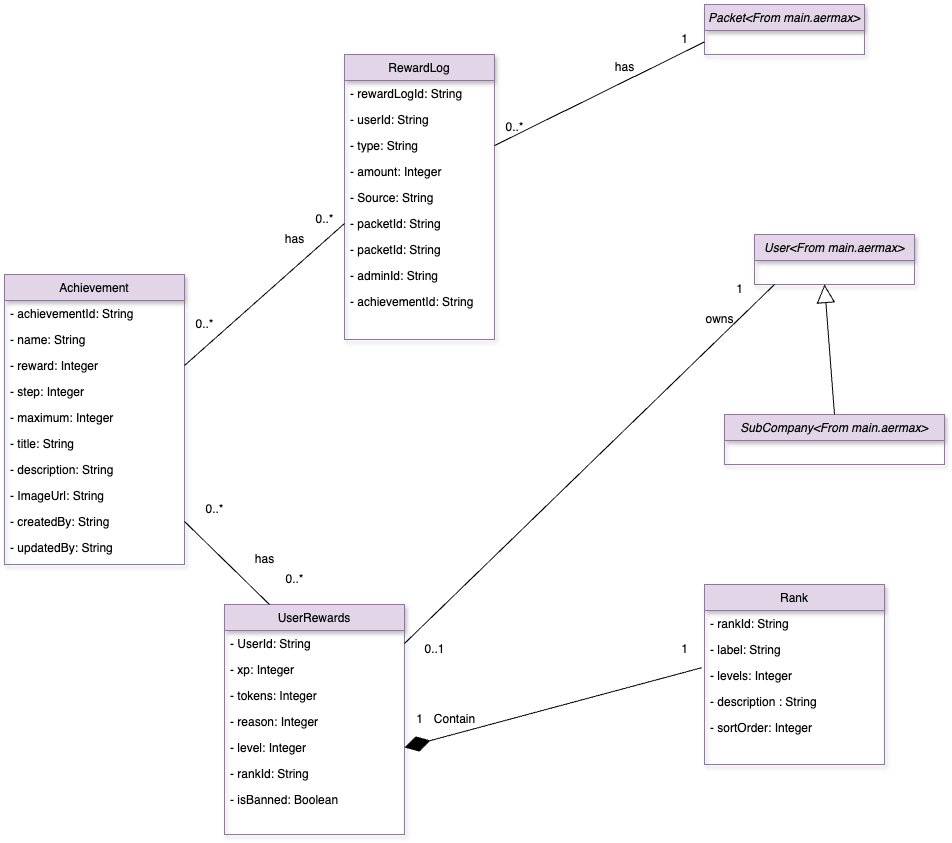 Packet<From main.aermax>
1
has
0..*
RewardLog
- rewardLogId: String
- userId: String
- type: String
- amount: Integer
- Source: String
- packetId: String
- packetId: String
- adminId: String
- achievementId: String
0..*
has
0..*
User<From main.aermax>
1
owns
SubCompany<From main.aermax>
Achievement
- achievementId: String
- name: String
- reward: Integer
- step: Integer
- maximum: Integer
- title: String
- description: String
- ImageUrl: String
- createdBy: String
- updatedBy: String
0..*
has
0..*
UserRewards
- UserId: String
- xp: Integer
- tokens: Integer
- reason: Integer
- level: Integer
- rankId: String
- isBanned: Boolean
0..1
1
1 Contain
Rank
- rankId: String
- label: String
- levels: Integer
- description : String
- sortOrder: Integer